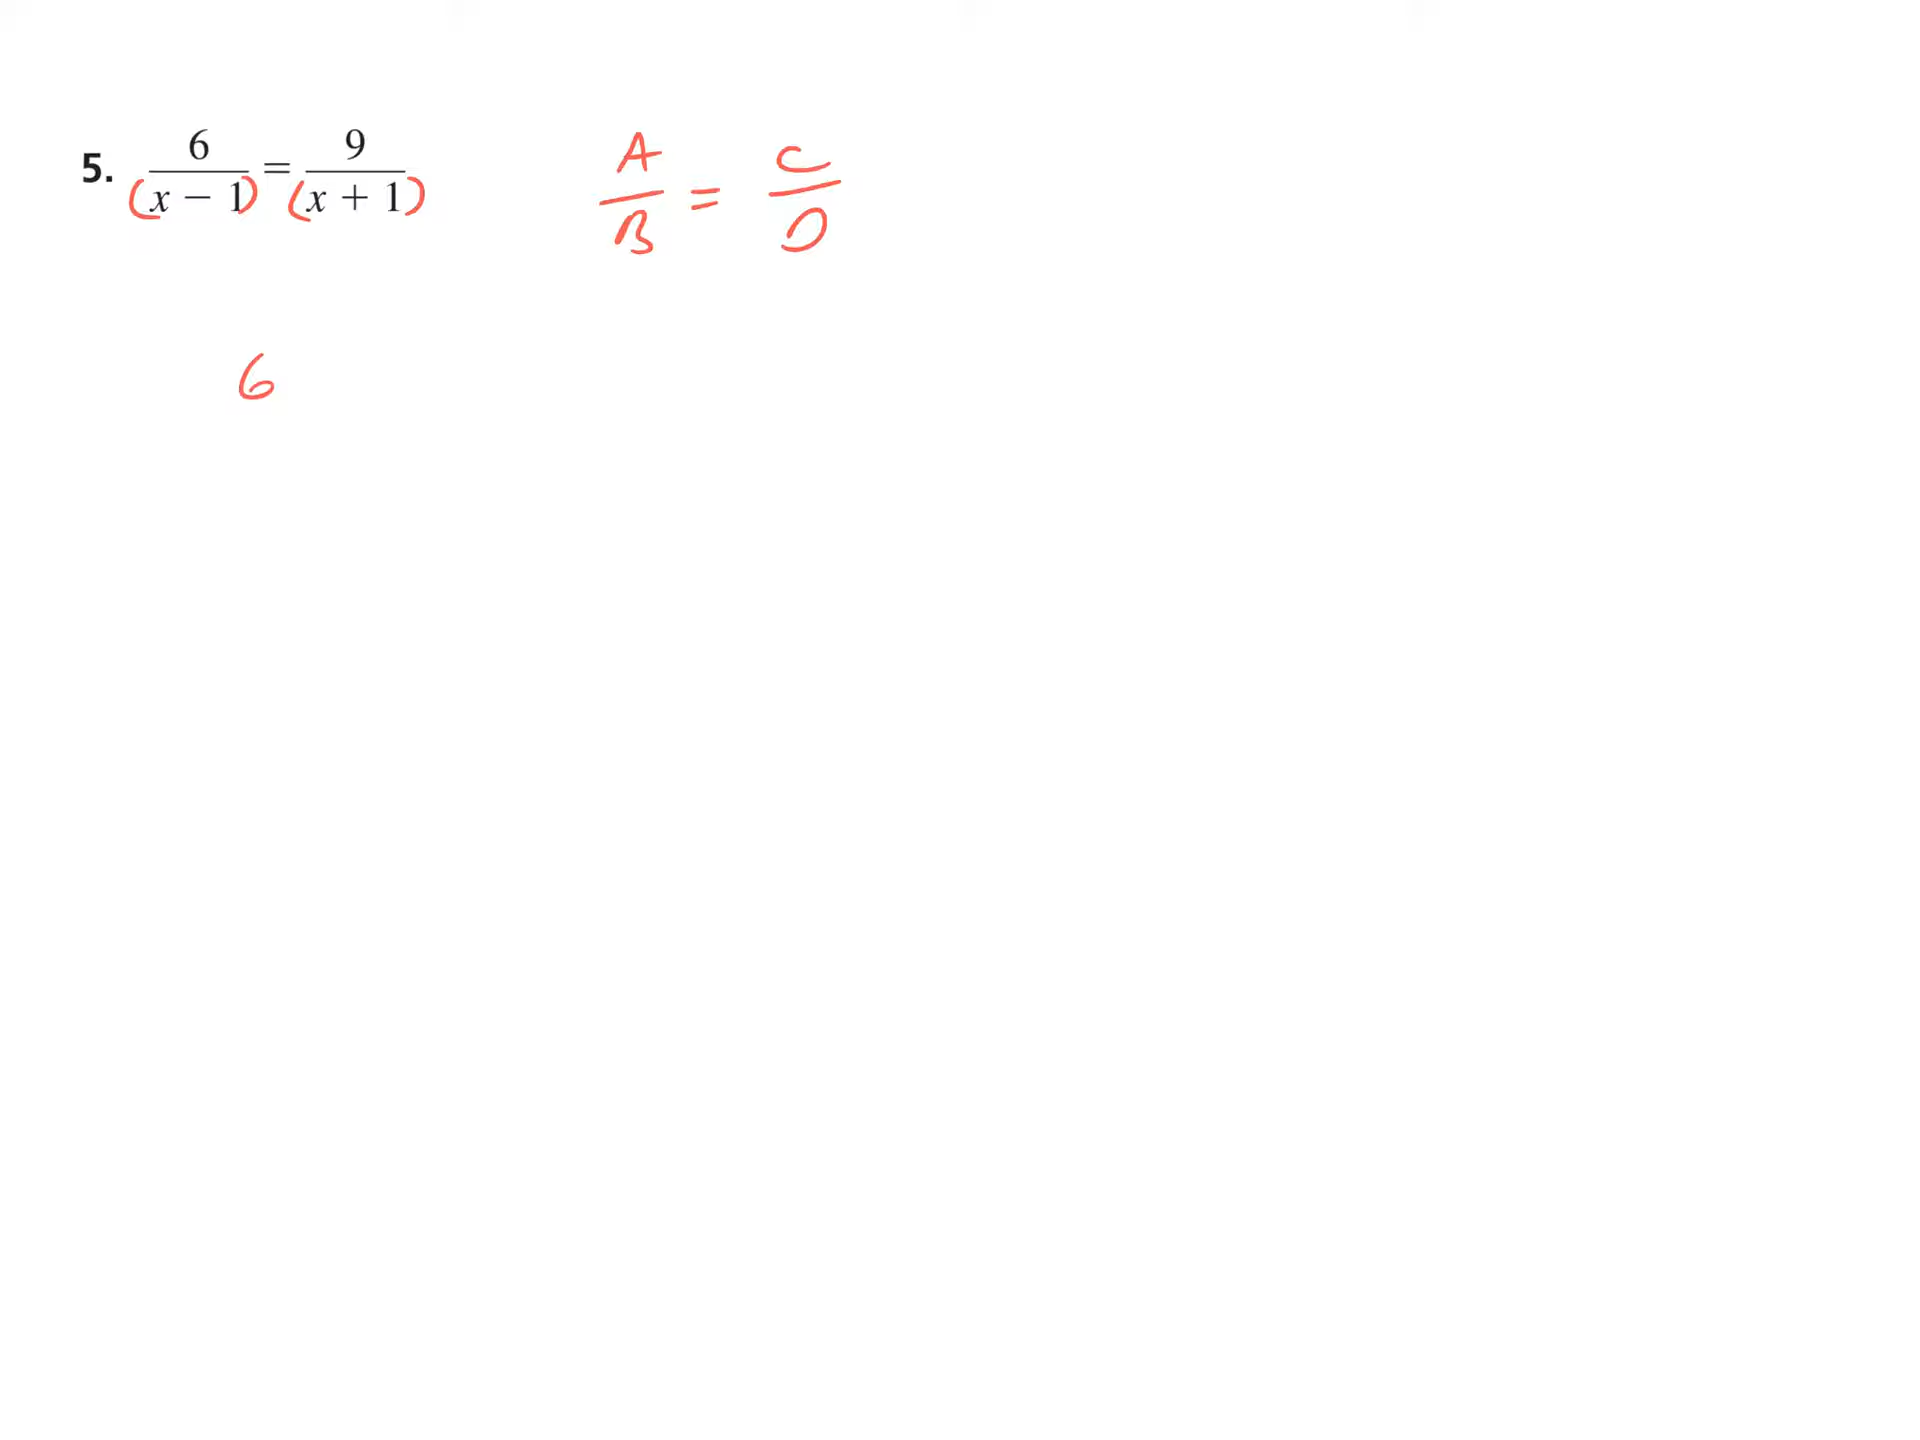 5. 6/(x − 1) = 9/(x + 1)
A/B = C/D
6